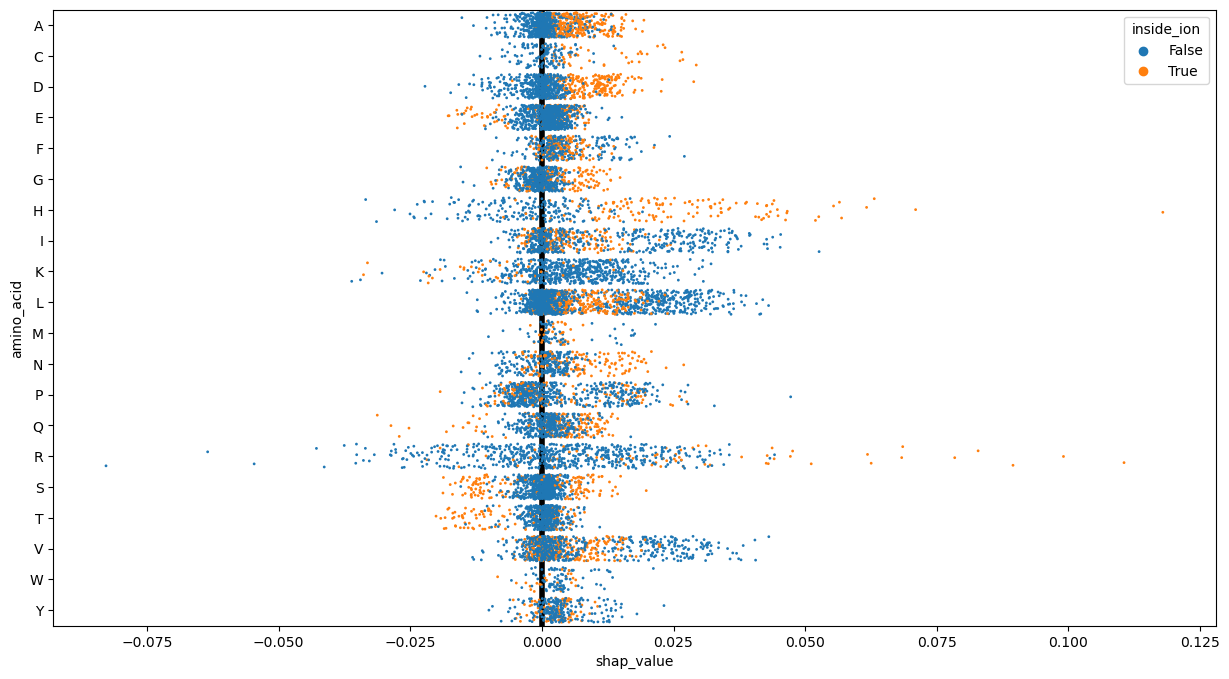 inside_ion
False
True
amino_acid
A
C
D
E
F
G
H
I
K
L
M
N
P
Q
R
S
T
V
W
Y
−0.075 −0.050 −0.025 0.000 0.025 0.050 0.075 0.100 0.125
shap_value